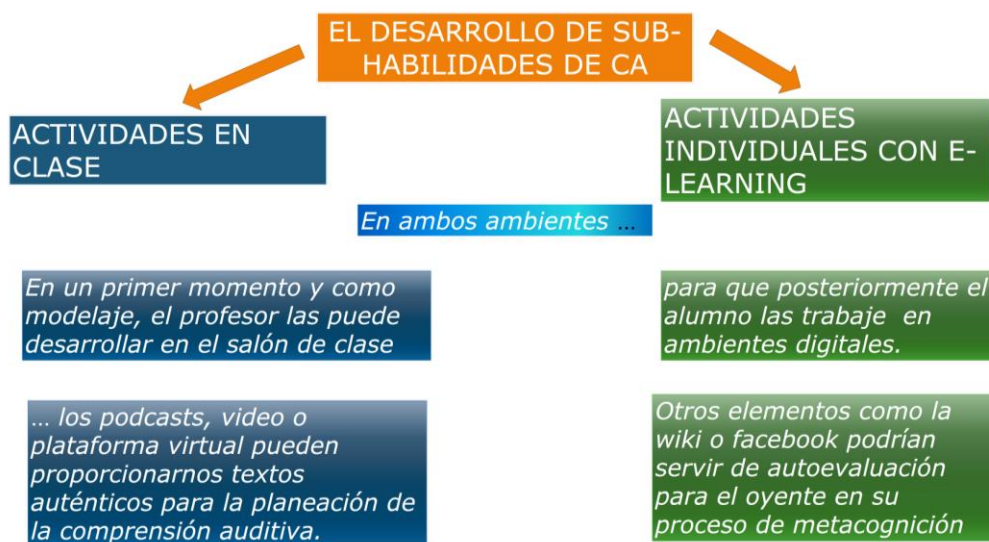 EL DESARROLLO DE SUB-
HABILIDADES DE CA
ACTIVIDADES EN
CLASE
ACTIVIDADES
INDIVIDUALES CON E-
LEARNING
En ambos ambientes ...
En un primer momento y como
modelaje, el profesor las puede
desarrollar en el salón de clase
para que posteriormente el
alumno las trabaje en
ambientes digitales.
... los podcasts, video o
plataforma virtual pueden
proporcionarnos textos
auténticos para la planeación de
la comprensión auditiva.
Otros elementos como la
wiki o facebook podrían
servir de autoevaluación
para el oyente en su
proceso de metacognición